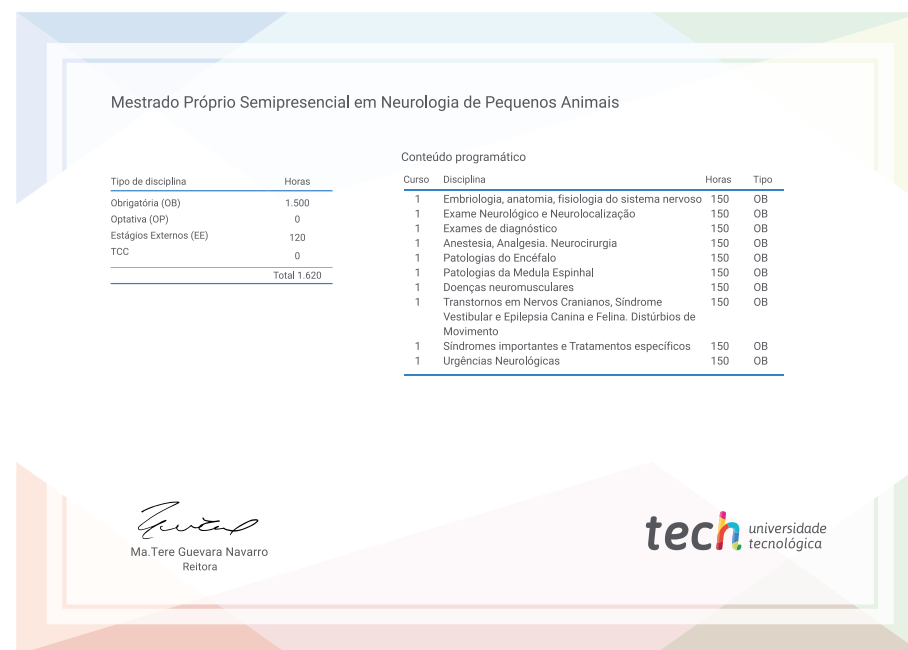 Mestrado Próprio Semipresencial em Neurologia de Pequenos Animais
Tipo de disciplina Horas
Obrigatória (OB) 1.500
Optativa (OP) 0
Estágios Externos (EE) 120
TCC 0
Total 1.620
Conteúdo programático
Curso Disciplina Horas Tipo
1 Embriologia, anatomia, fisiologia do sistema nervoso 150 OB
1 Exame Neurológico e Neurolocalização 150 OB
1 Exames de diagnóstico 150 OB
1 Anestesia, Analgesia. Neurocirurgia 150 OB
1 Patologias do Encéfalo 150 OB
1 Patologias da Medula Espinhal 150 OB
1 Doenças neuromusculares 150 OB
1 Transtornos em Nervos Cranianos, Síndrome 150 OB
Vestibular e Epilepsia Canina e Felina. Distúrbios de
Movimento
1 Síndromes importantes e Tratamentos específicos 150 OB
1 Urgências Neurológicas 150 OB
Ma.Tere Guevara Navarro
Reitora
tech universidade
tecnológica